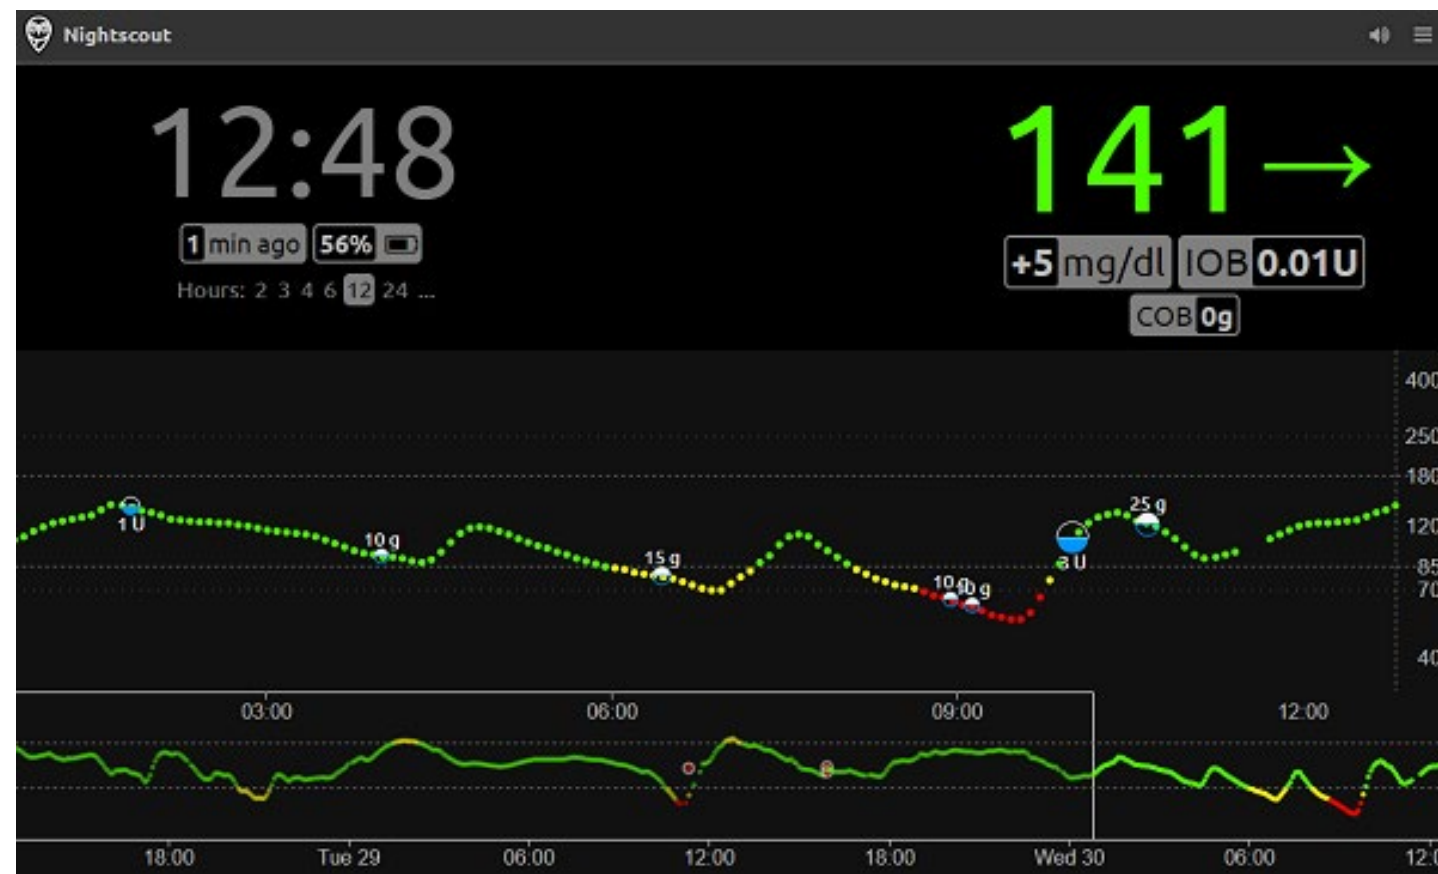 Nightscout
12:48
141→
1 min ago 56%
+5 mg/dl IOB 0.01U
Hours: 2 3 4 6 12 24 ...
COB 0g
400
250
180
25 g
1 U
120
10 g
15 g
3 U
85
10 g 10 g
70
40
03:00 06:00 09:00 12:00
18:00 Tue 29 06:00 12:00 18:00 Wed 30 06:00